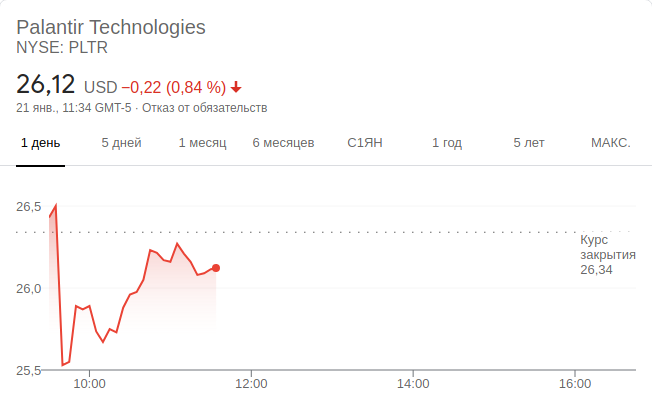 Palantir Technologies
NYSE: PLTR
26,12 USD −0,22 (0,84 %)
21 янв., 11:34 GMT-5 · Отказ от обязательств
1 день 5 дней 1 месяц 6 месяцев С1ЯН 1 год 5 лет МАКС.
26,5
Курс
закрытия
26,34
26,0
25,5
10:00 12:00 14:00 16:00